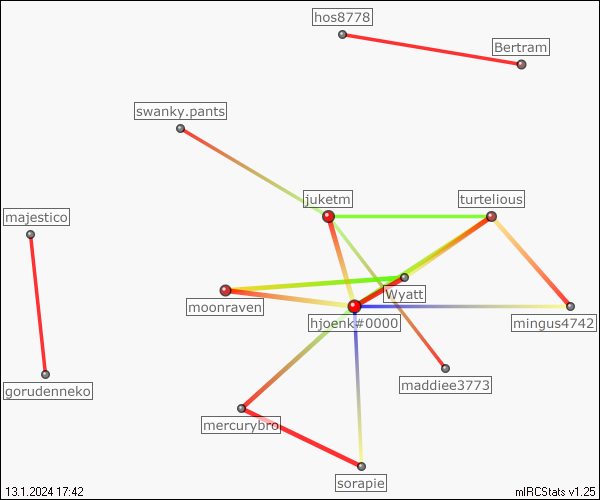 hos8778
Bertram
swanky.pants
juketm
turtelious
majestico
Wyatt
moonraven
hjoenk#0000
mingus4742
maddiee3773
gorudenneko
mercurybro
sorapie
13.1.2024 17:42
mIRCStats v1.25